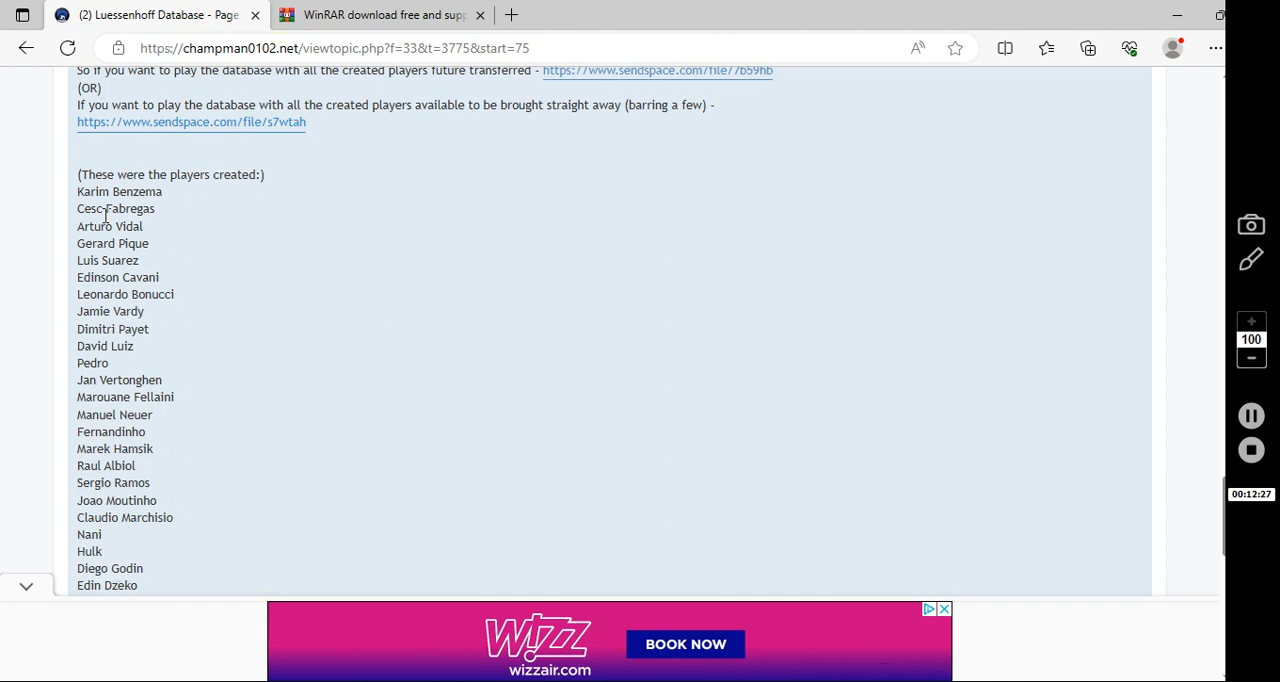 (2) Luessenhoff Database - Page
WinRAR download free and supp
https://champman0102.net/viewtopic.php?f=33&t=3775&start=75
So if you want to play the database with all the created players future transferred - https://www.sendspace.com/file/7b59hb
(OR)
If you want to play the database with all the created players available to be brought straight away (barring a few) -
https://www.sendspace.com/file/s7wtah
(These were the players created:)
Karim Benzema
Cesc Fabregas
Arturo Vidal
Gerard Pique
Luis Suarez
Edinson Cavani
Leonardo Bonucci
Jamie Vardy
Dimitri Payet
David Luiz
Pedro
Jan Vertonghen
Marouane Fellaini
Manuel Neuer
Fernandinho
Marek Hamsik
Raul Albiol
Sergio Ramos
Joao Moutinho
Claudio Marchisio
Nani
Hulk
Diego Godin
Edin Dzeko
100
00:12:27
WIZZ
wizzair.com
BOOK NOW